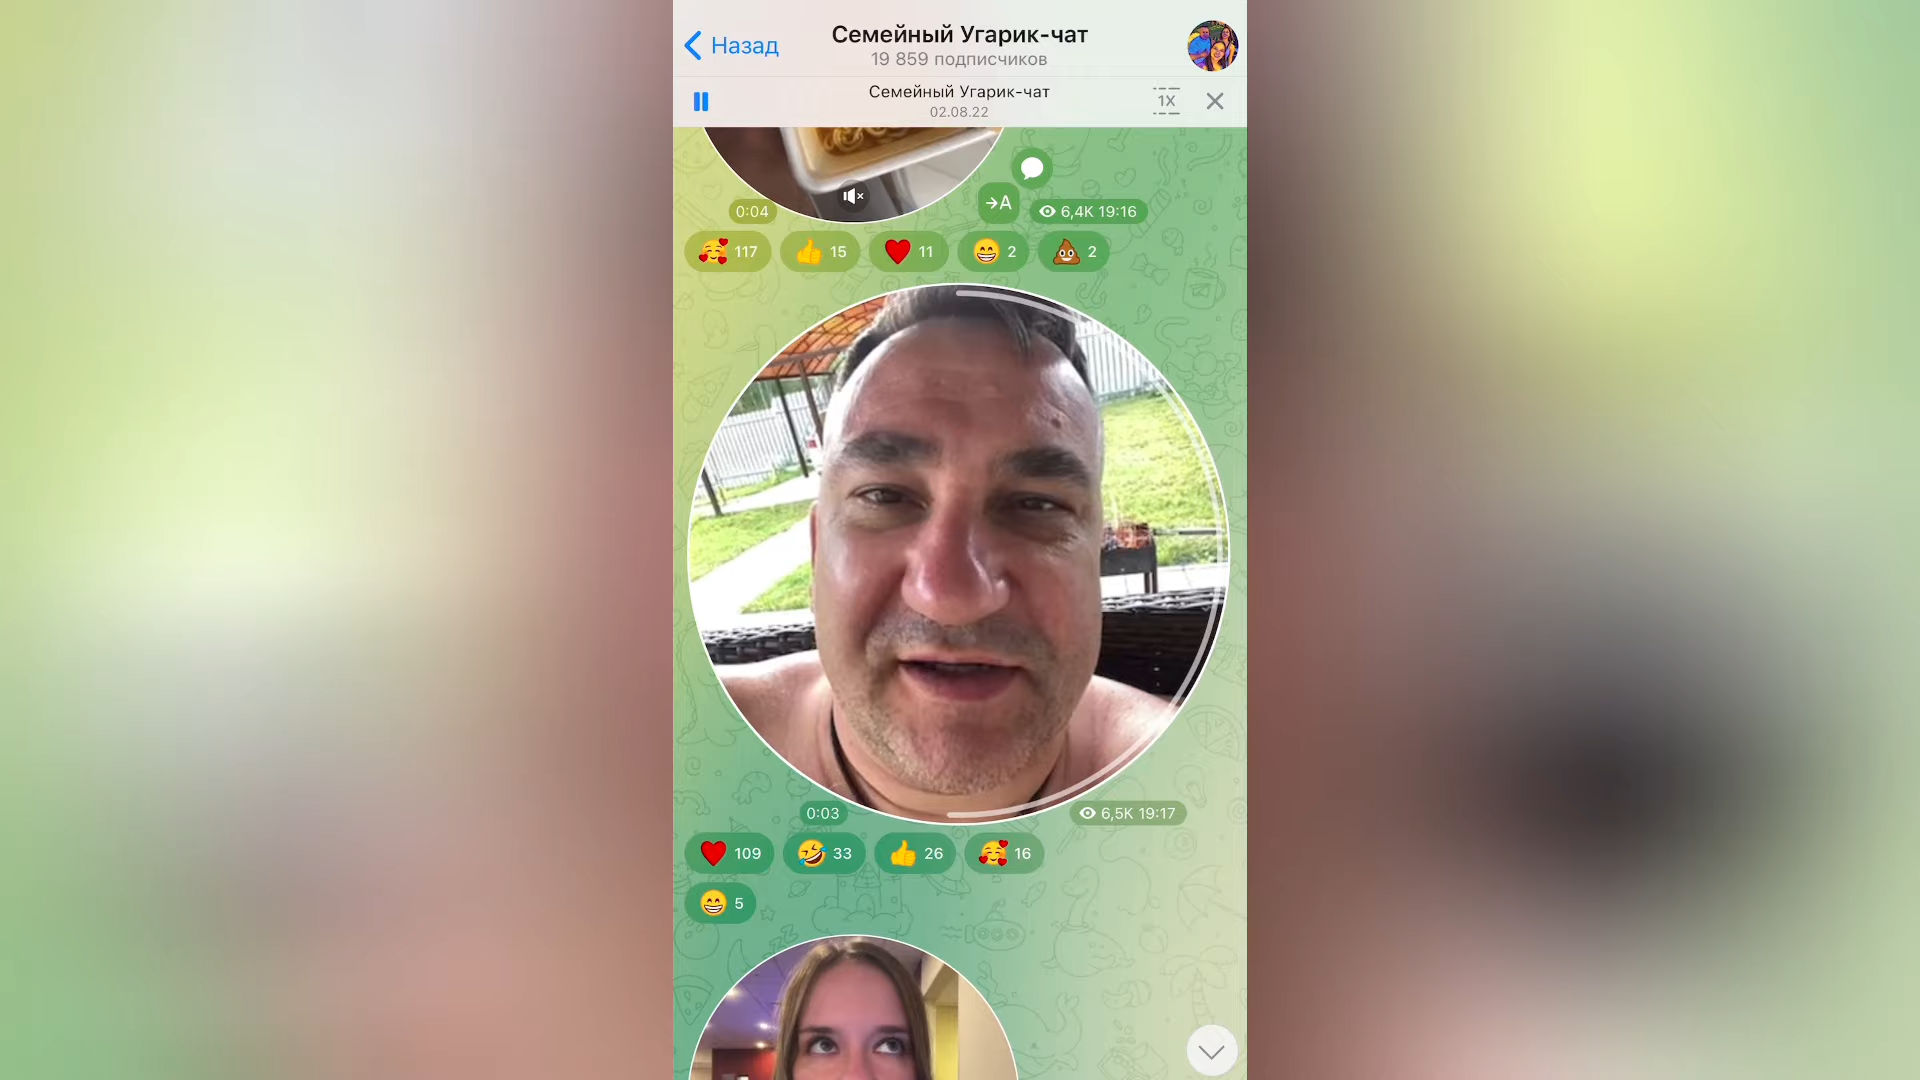 Назад
Семейный Угарик-чат
19 859 подписчиков
Семейный Угарик-чат
02.08.22
1X
0:04
→A
6,4K 19:16
117
15
11
2
2
0:03
6,5K 19:17
109
33
26
16
5